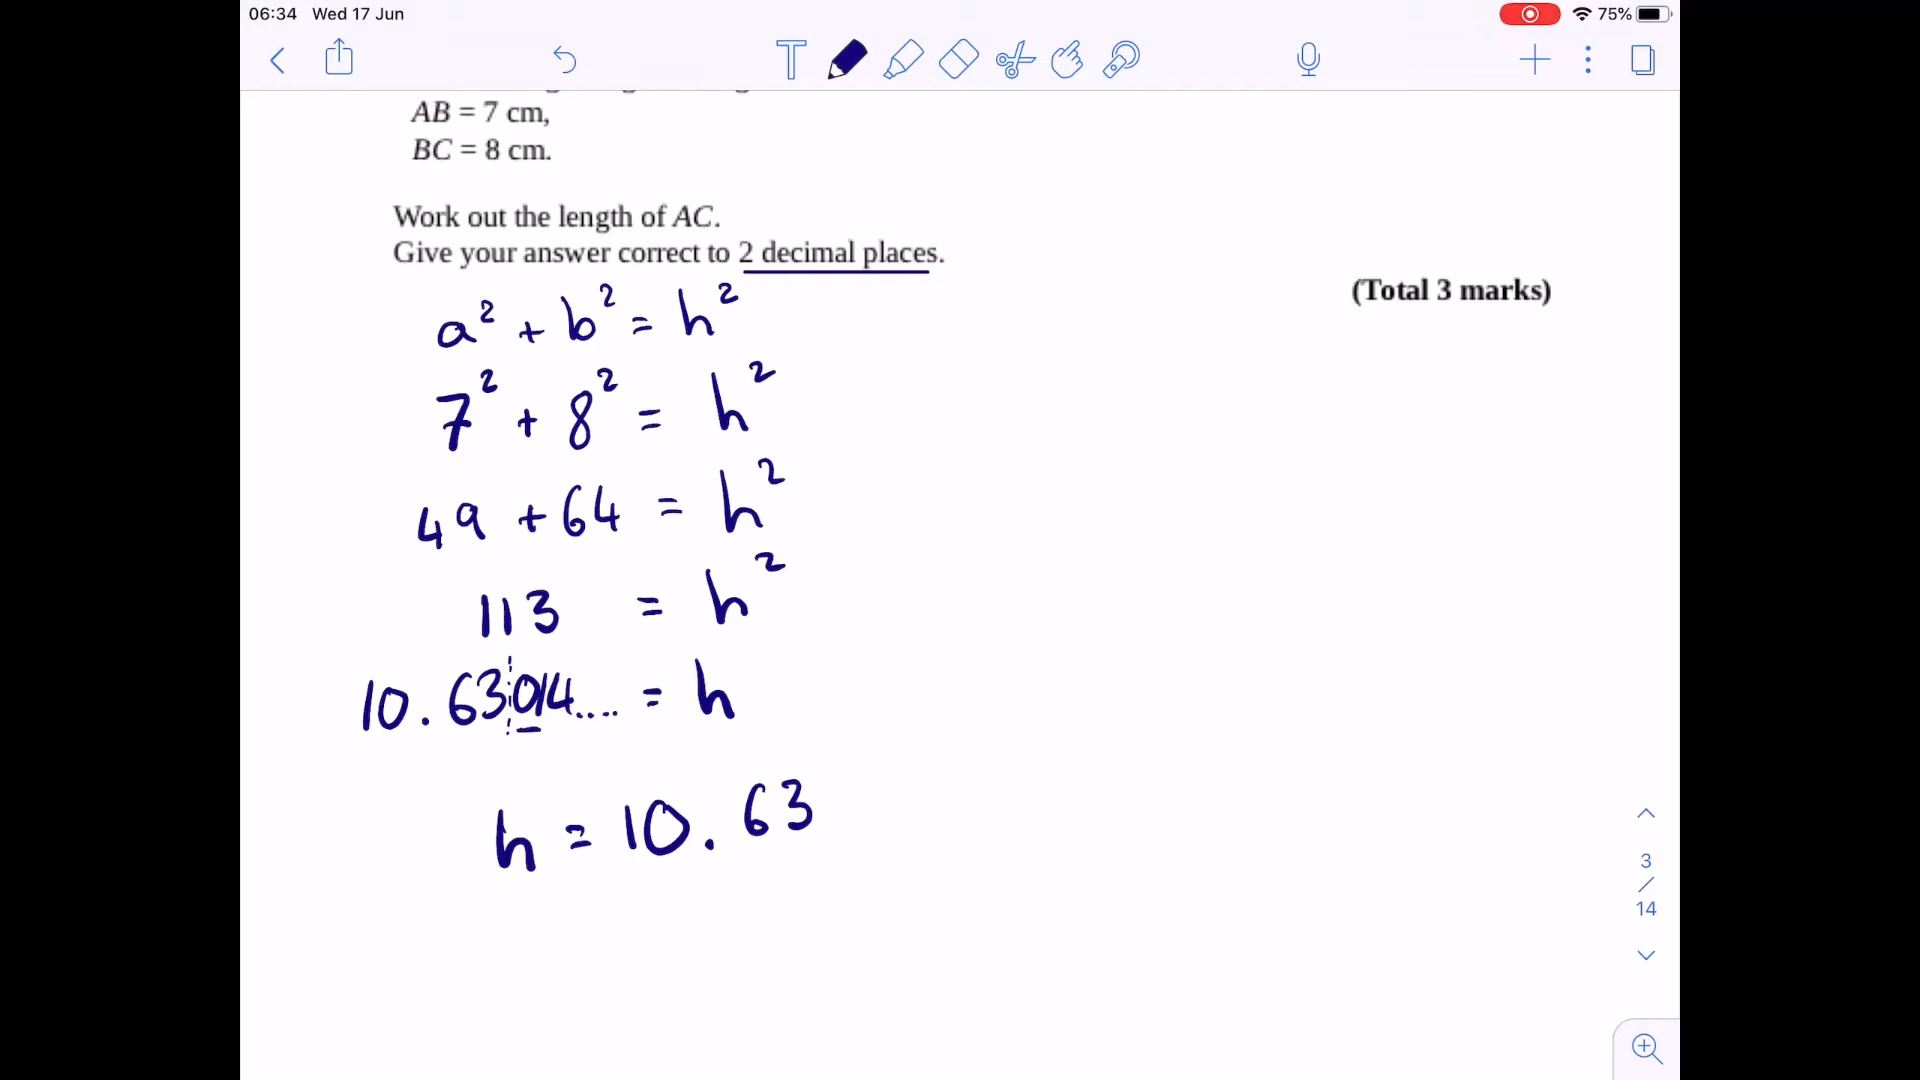 06:34 Wed 17 Jun 75%
T
AB = 7 cm,
BC = 8 cm.
Work out the length of AC.
Give your answer correct to 2 decimal places.
(Total 3 marks)
a² + b² = h²
7² + 8² = h²
49 + 64 = h²
113 = h²
10.63014.... = h
h = 10.63
3
/
14